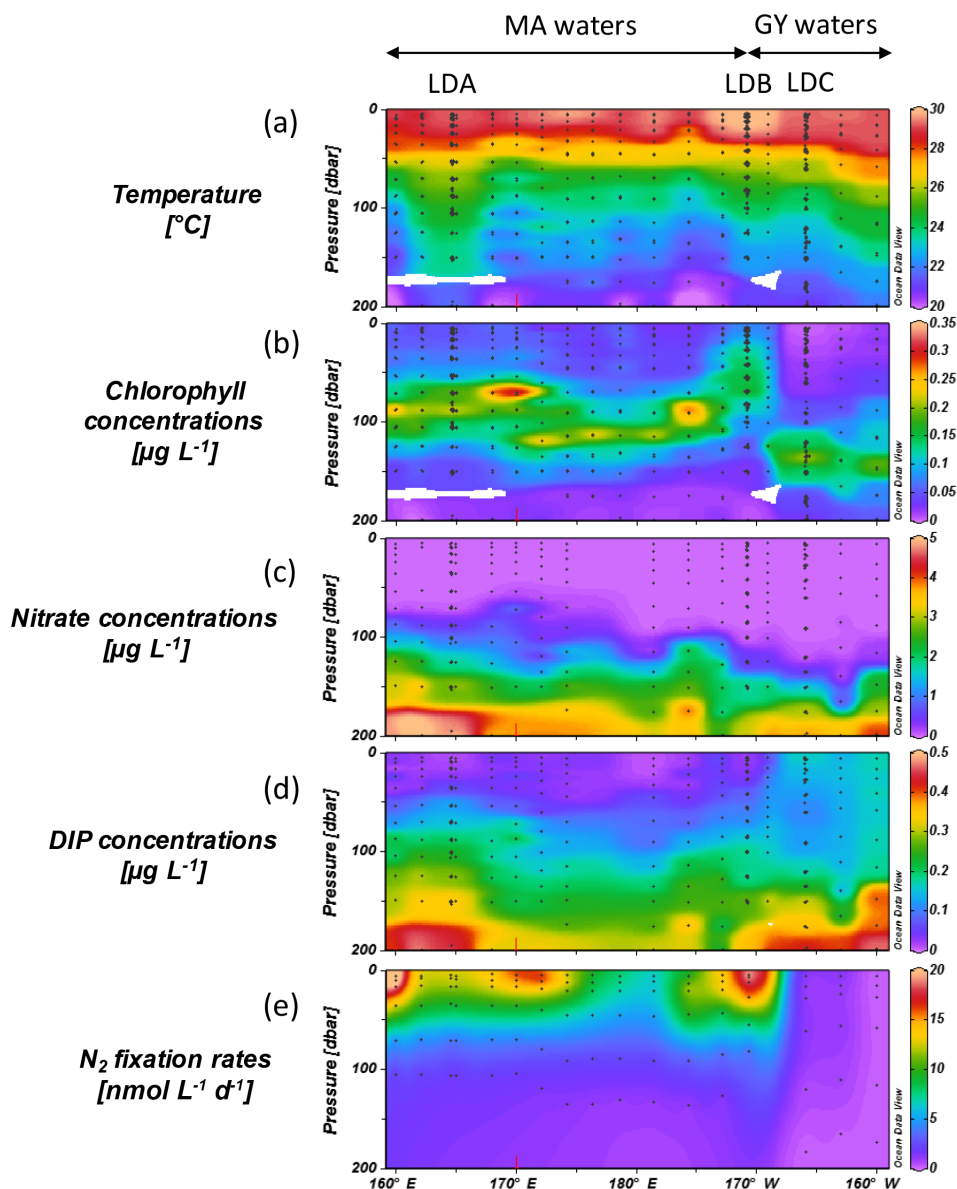 MA waters GY waters
LDA LDB LDC
(a)
Temperature
[°C]
Pressure [dbar]
0
100
200
30
28
26
24
22
20
Ocean Data View
(b)
Chlorophyll
concentrations
[µg L-1]
Pressure [dbar]
0
100
200
0.35
0.3
0.25
0.2
0.15
0.1
0.05
0
Ocean Data View
(c)
Nitrate concentrations
[µg L-1]
Pressure [dbar]
0
100
200
5
4
3
2
1
0
Ocean Data View
(d)
DIP concentrations
[µg L-1]
Pressure [dbar]
0
100
200
0.5
0.4
0.3
0.2
0.1
0
Ocean Data View
(e)
N2 fixation rates
[nmol L-1 d-1]
Pressure [dbar]
0
100
200
20
15
10
5
0
Ocean Data View
160° E 170° E 180° E 170° W 160° W